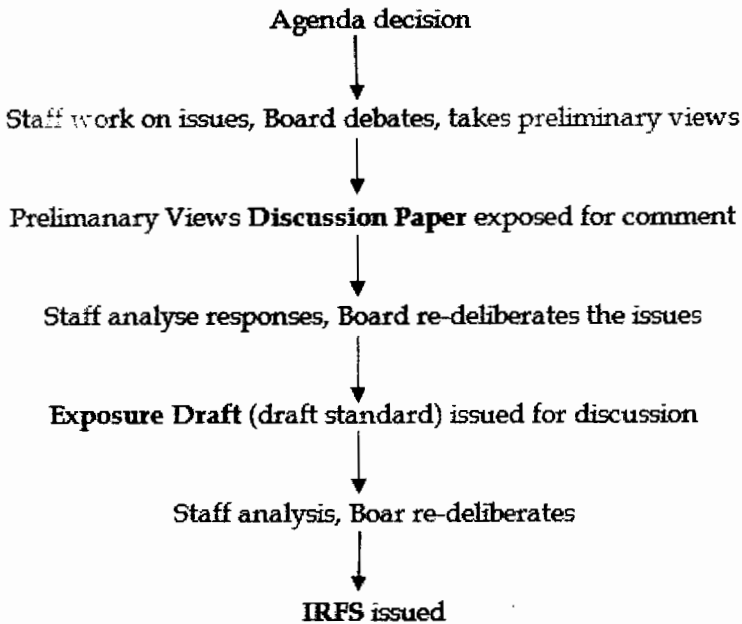 Agenda decision
Staff work on issues, Board debates, takes preliminary views
Prelimanary Views Discussion Paper exposed for comment
Staff analyse responses, Board re-deliberates the issues
Exposure Draft (draft standard) issued for discussion
Staff analysis, Boar re-deliberates
IRFS issued